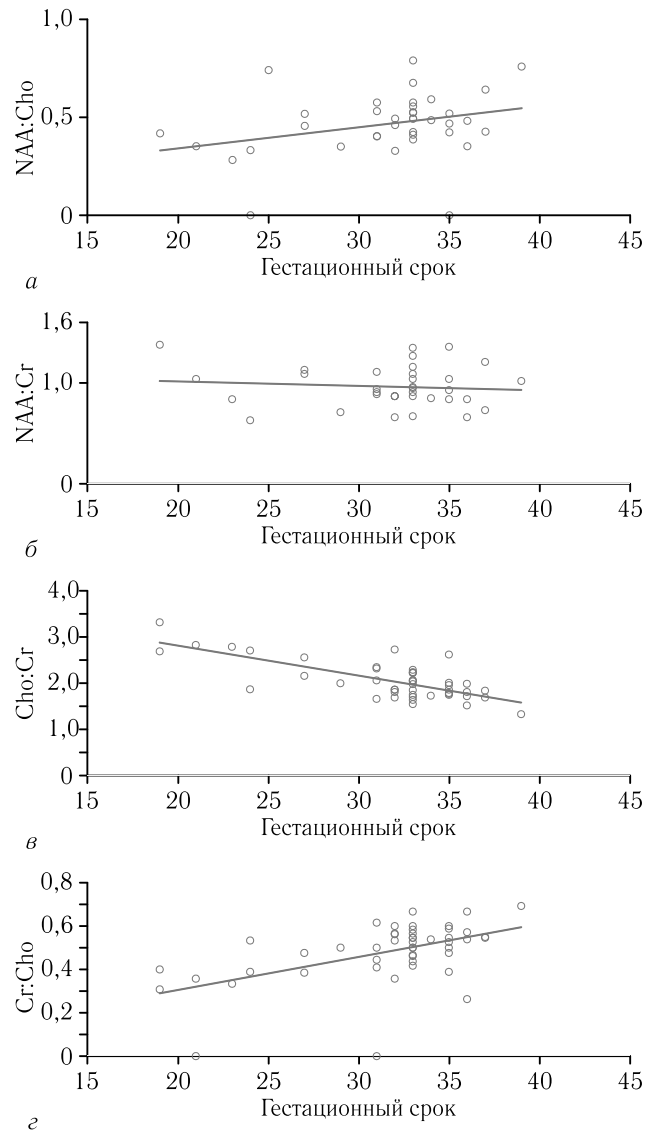 1,0
NAA:Cho
0,5
0
15 20 25 30 35 40 45
Гестационный срок
а
1,6
NAA:Cr
1,0
0
15 20 25 30 35 40 45
Гестационный срок
б
4,0
3,0
Cho:Cr
2,0
1,0
0
15 20 25 30 35 40 45
Гестационный срок
в
0,8
0,6
Cr:Cho
0,4
0,2
0
15 20 25 30 35 40 45
Гестационный срок
г